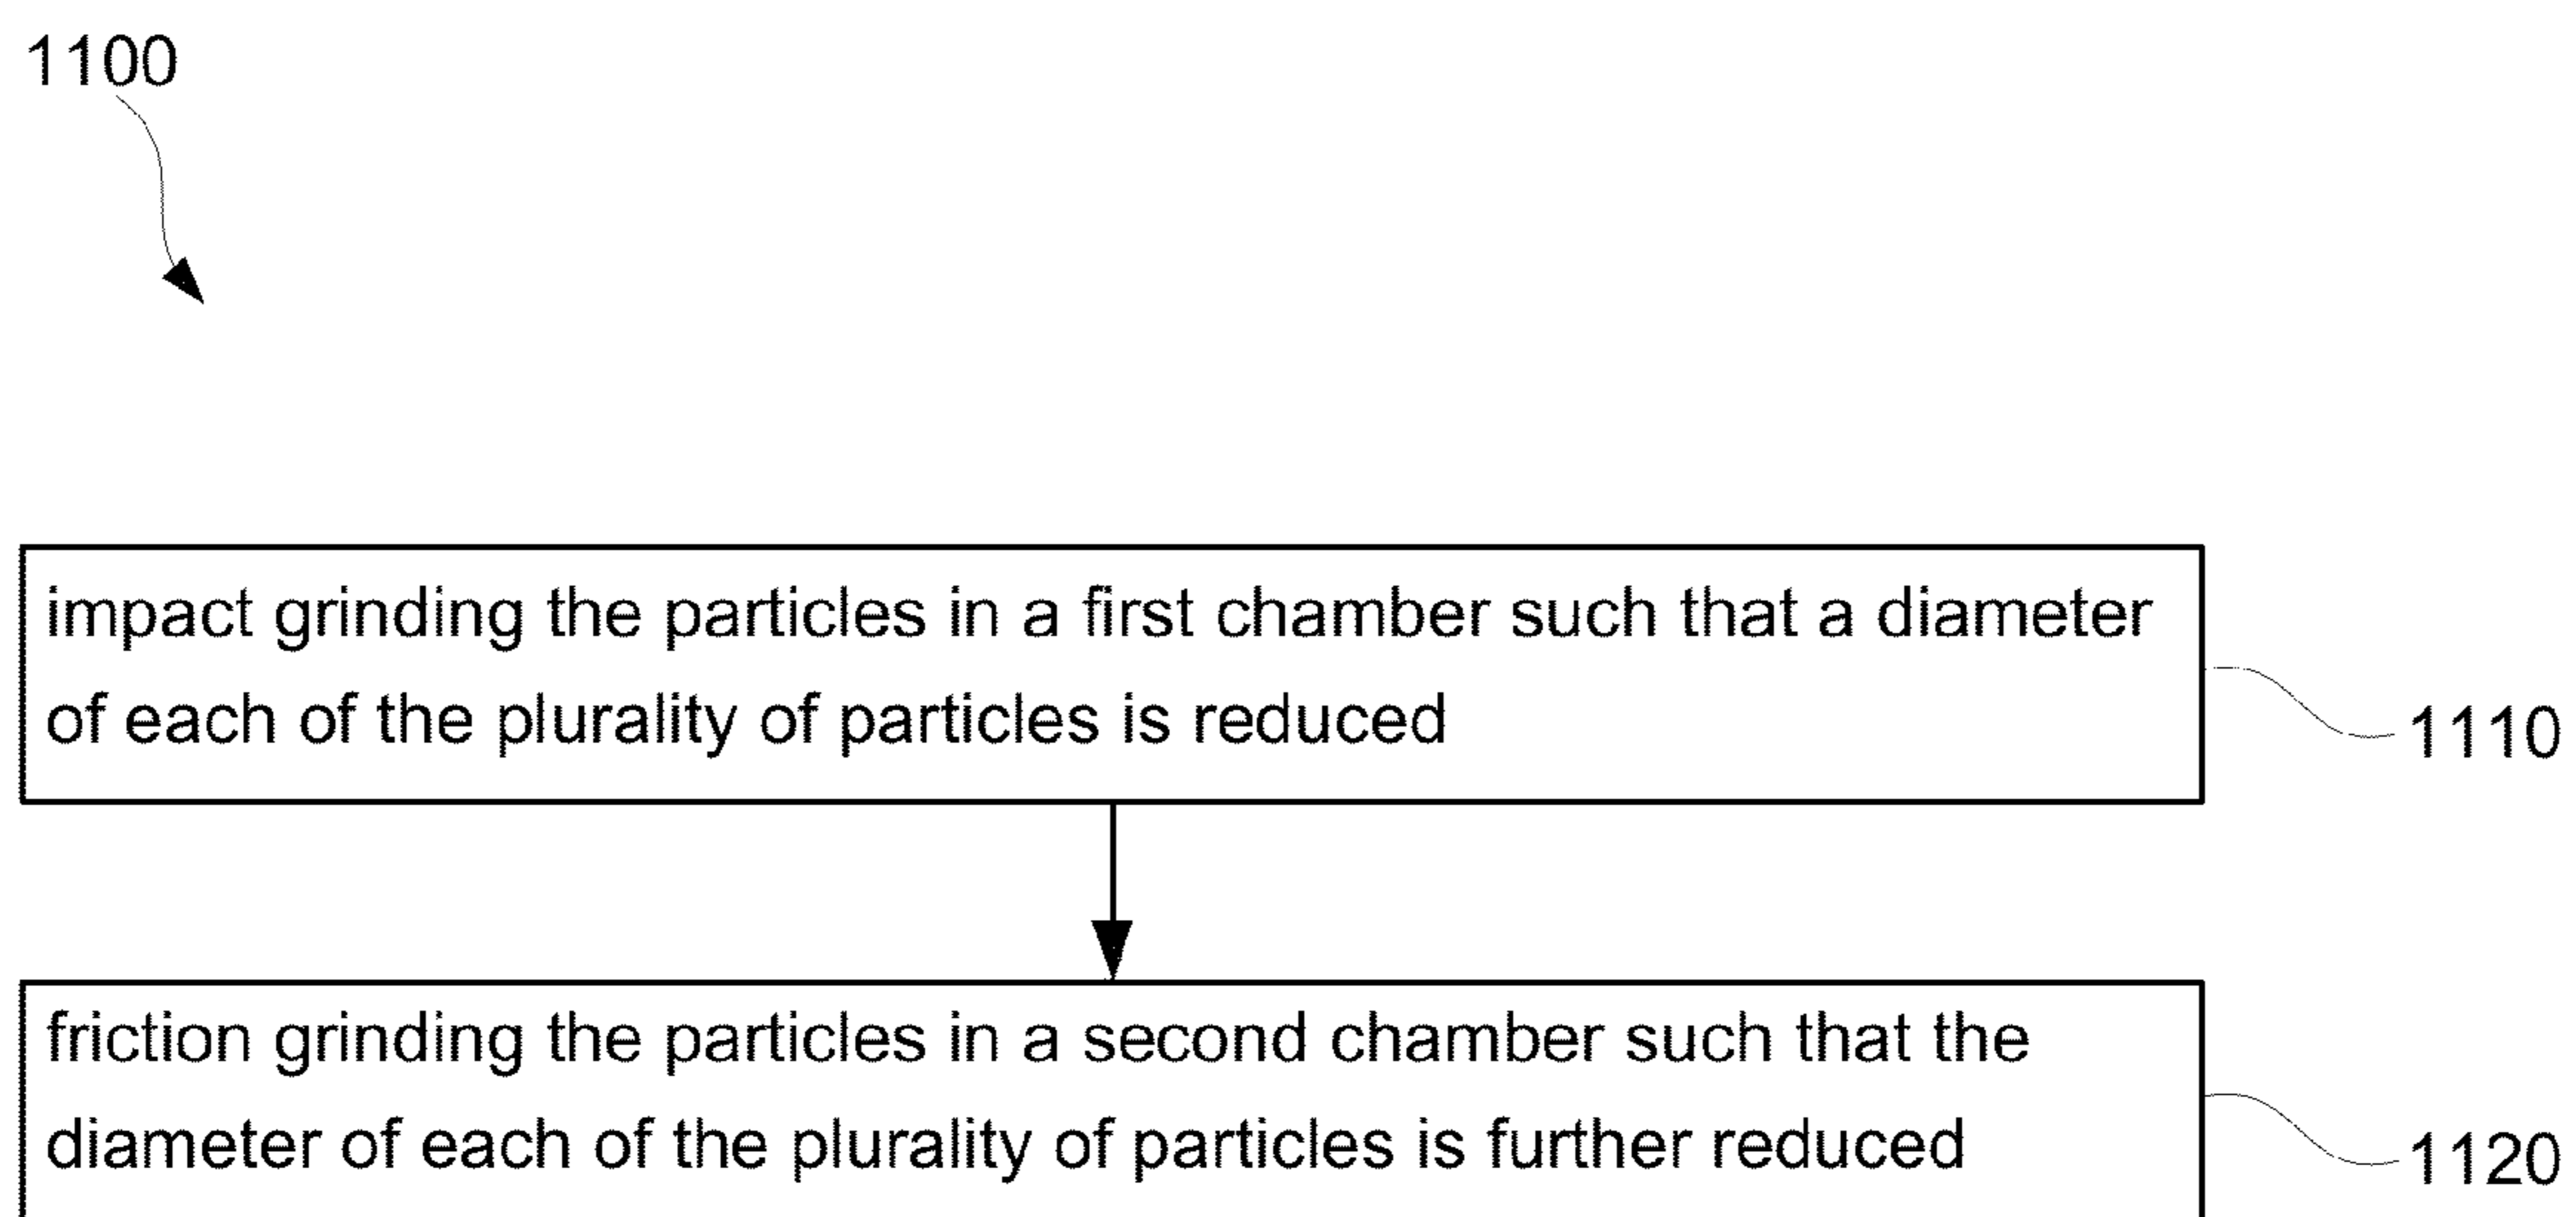 1100
impact grinding the particles in a first chamber such that a diameter
of each of the plurality of particles is reduced
1110
friction grinding the particles in a second chamber such that the
diameter of each of the plurality of particles is further reduced
1120